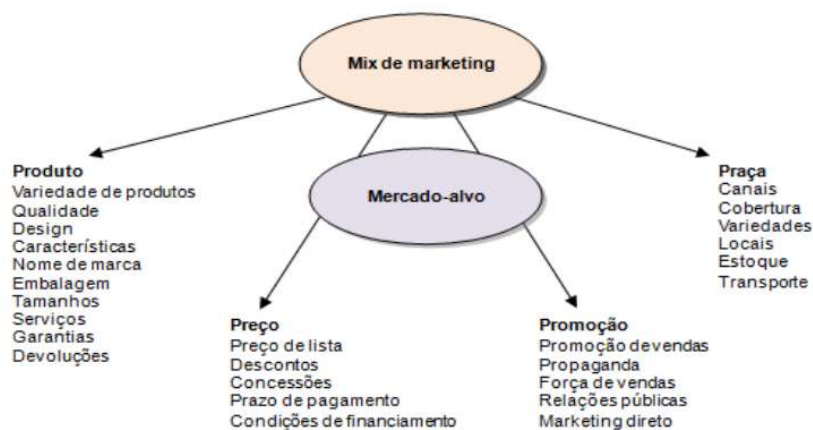 Mix de marketing
Mercado-alvo
Produto
Variedade de produtos
Qualidade
Design
Características
Nome de marca
Embalagem
Tamanhos
Serviços
Garantias
Devoluções
Preço
Preço de lista
Descontos
Concessões
Prazo de pagamento
Condições de financiamento
Promoção
Promoção de vendas
Propaganda
Força de vendas
Relações públicas
Marketing direto
Praça
Canais
Cobertura
Variedades
Locais
Estoque
Transporte